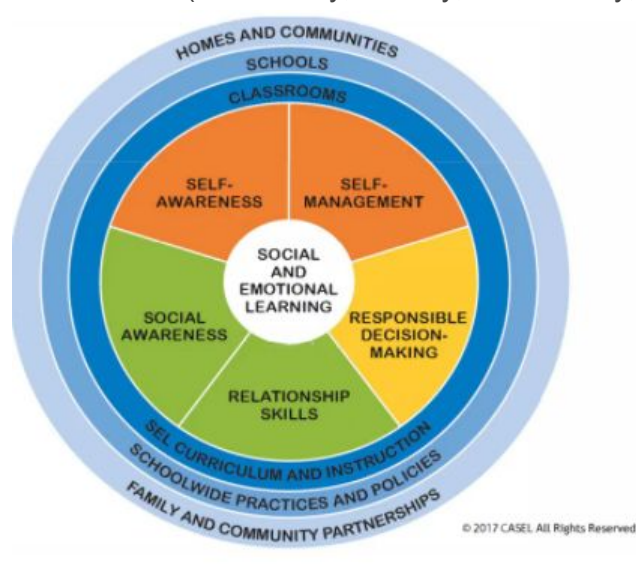 HOMES AND COMMUNITIES
SCHOOLS
CLASSROOMS
SELF-
AWARENESS
SELF-
MANAGEMENT
SOCIAL
AND
EMOTIONAL
LEARNING
SOCIAL
AWARENESS
RESPONSIBLE
DECISION-
MAKING
RELATIONSHIP
SKILLS
SEL CURRICULUM AND INSTRUCTION
SCHOOLWIDE PRACTICES AND POLICIES
FAMILY AND COMMUNITY PARTNERSHIPS
© 2017 CASEL All Rights Reserved